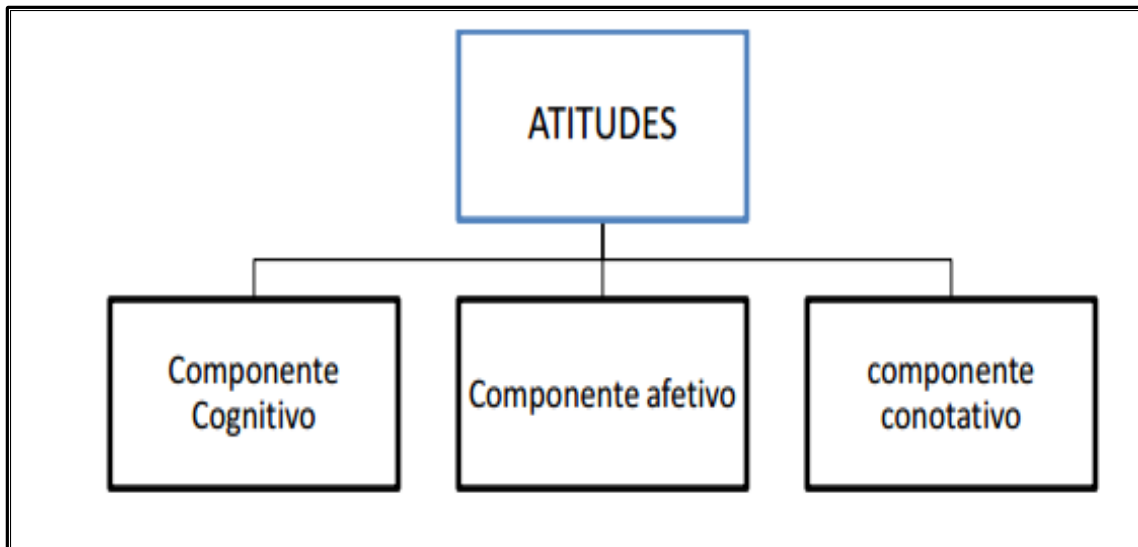 ATITUDES
Componente
Cognitivo
Componente afetivo
componente
conotativo